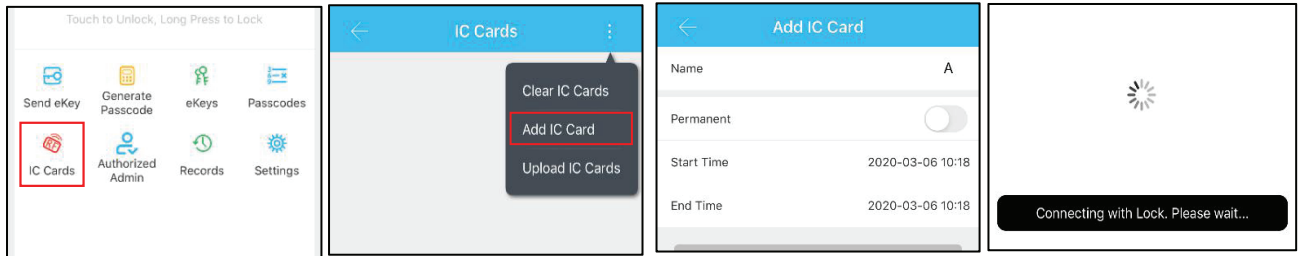 Touch to Unlock, Long Press to Lock
Send eKey
Generate
Passcode
eKeys
Passcodes
IC Cards
Authorized
Admin
Records
Settings
IC Cards
Clear IC Cards
Add IC Card
Upload IC Cards
Add IC Card
Name A
Permanent
Start Time 2020-03-06 10:18
End Time 2020-03-06 10:18
Connecting with Lock. Please wait...